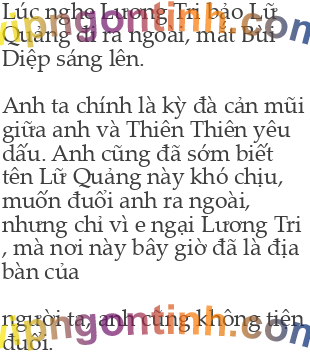 Lúc nghe Lương Tri bảo Lữ
Quảng đi ra ngoài, mắt Bùi
Diệp sáng lên.
Anh ta chính là kỳ đà cản mũi
giữa anh và Thiên Thiên yêu
dấu. Anh cũng đã sớm biết
tên Lữ Quảng này khó chịu,
muốn đuổi anh ra ngoài,
nhưng chỉ vì e ngại Lương Tri
, mà nơi này bây giờ đã là địa
bàn của
người ta, anh cũng không tiện
đuổi.